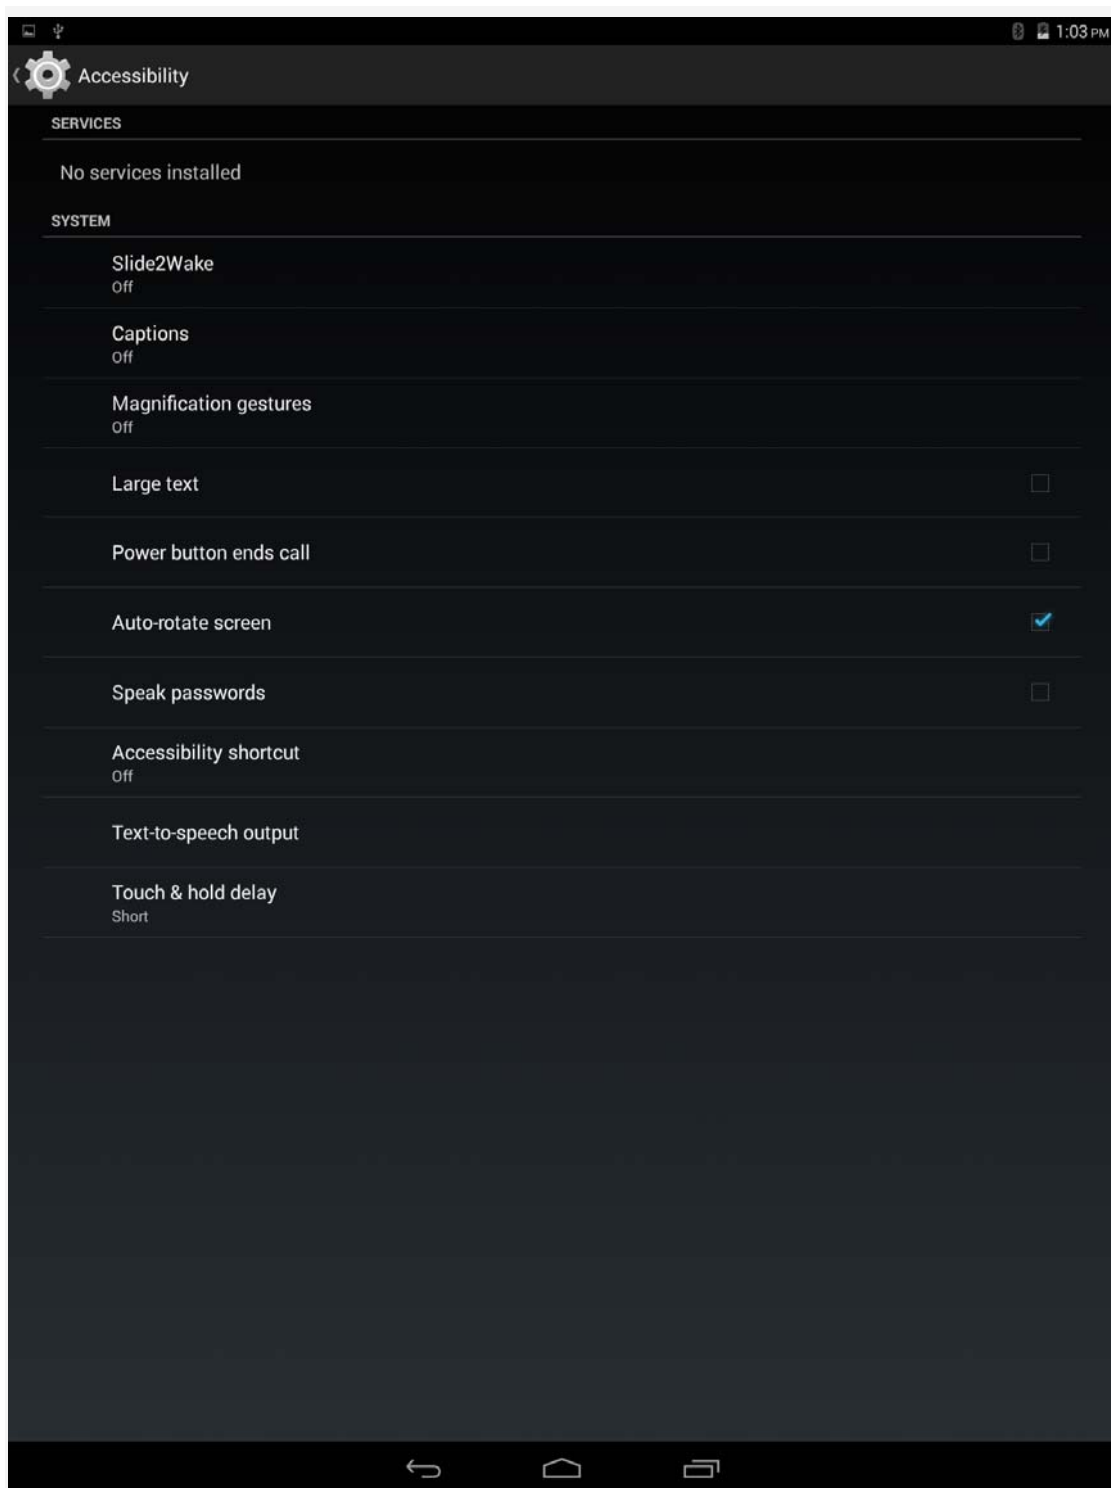 1:03 PM
Accessibility
SERVICES
No services installed
SYSTEM
Slide2Wake
Off
Captions
Off
Magnification gestures
Off
Large text
Power button ends call
Auto-rotate screen
Speak passwords
Accessibility shortcut
Off
Text-to-speech output
Touch & hold delay
Short